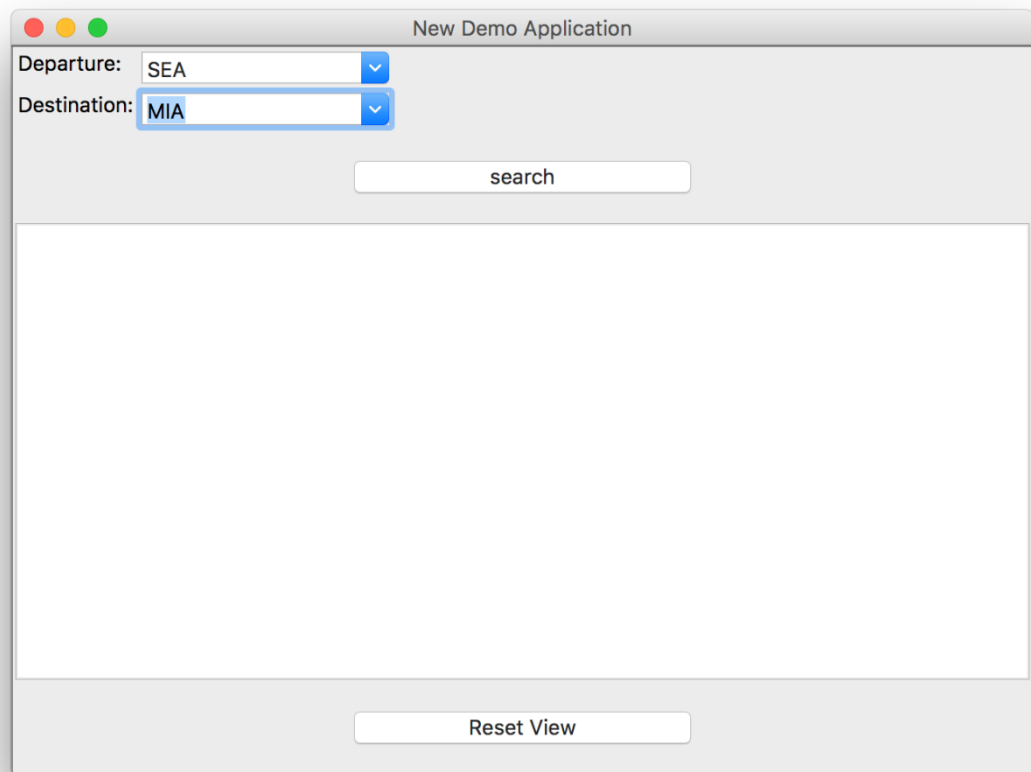 New Demo Application
Departure: SEA
Destination: MIA
search
Reset View